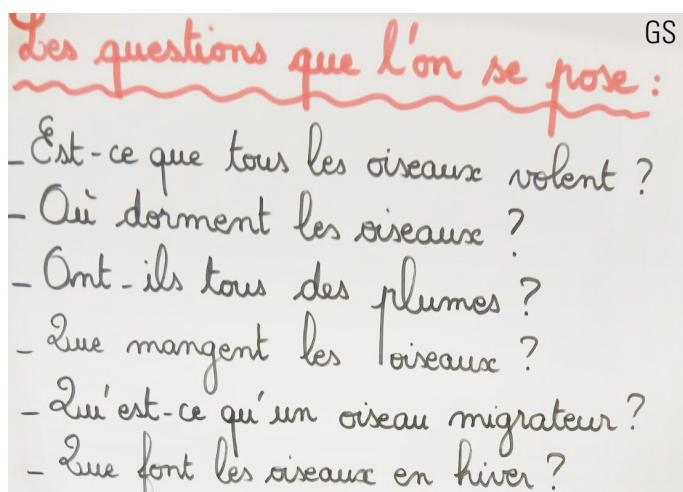 GS
Les questions que l'on se pose :
- Est-ce que tous les oiseaux volent ?
- Où dorment les oiseaux ?
- Ont-ils tous des plumes ?
- Que mangent les oiseaux ?
- Qu'est-ce qu'un oiseau migrateur ?
- Que font les oiseaux en hiver ?